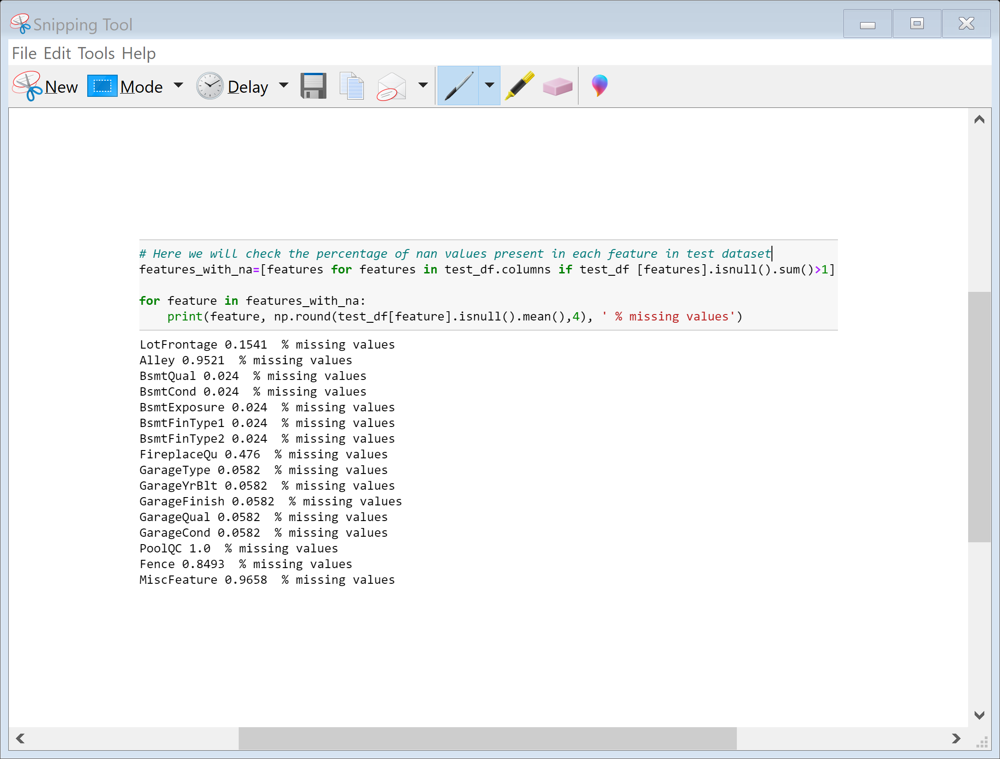 Snipping Tool
File Edit Tools Help
New Mode Delay
# Here we will check the percentage of nan values present in each feature in test dataset
features_with_na=[features for features in test_df.columns if test_df [features].isnull().sum()>1]
for feature in features_with_na:
    print(feature, np.round(test_df[feature].isnull().mean(),4), ' % missing values')
LotFrontage 0.1541  % missing values
Alley 0.9521  % missing values
BsmtQual 0.024  % missing values
BsmtCond 0.024  % missing values
BsmtExposure 0.024  % missing values
BsmtFinType1 0.024  % missing values
BsmtFinType2 0.024  % missing values
FireplaceQu 0.476  % missing values
GarageType 0.0582  % missing values
GarageYrBlt 0.0582  % missing values
GarageFinish 0.0582  % missing values
GarageQual 0.0582  % missing values
GarageCond 0.0582  % missing values
PoolQC 1.0  % missing values
Fence 0.8493  % missing values
MiscFeature 0.9658  % missing values